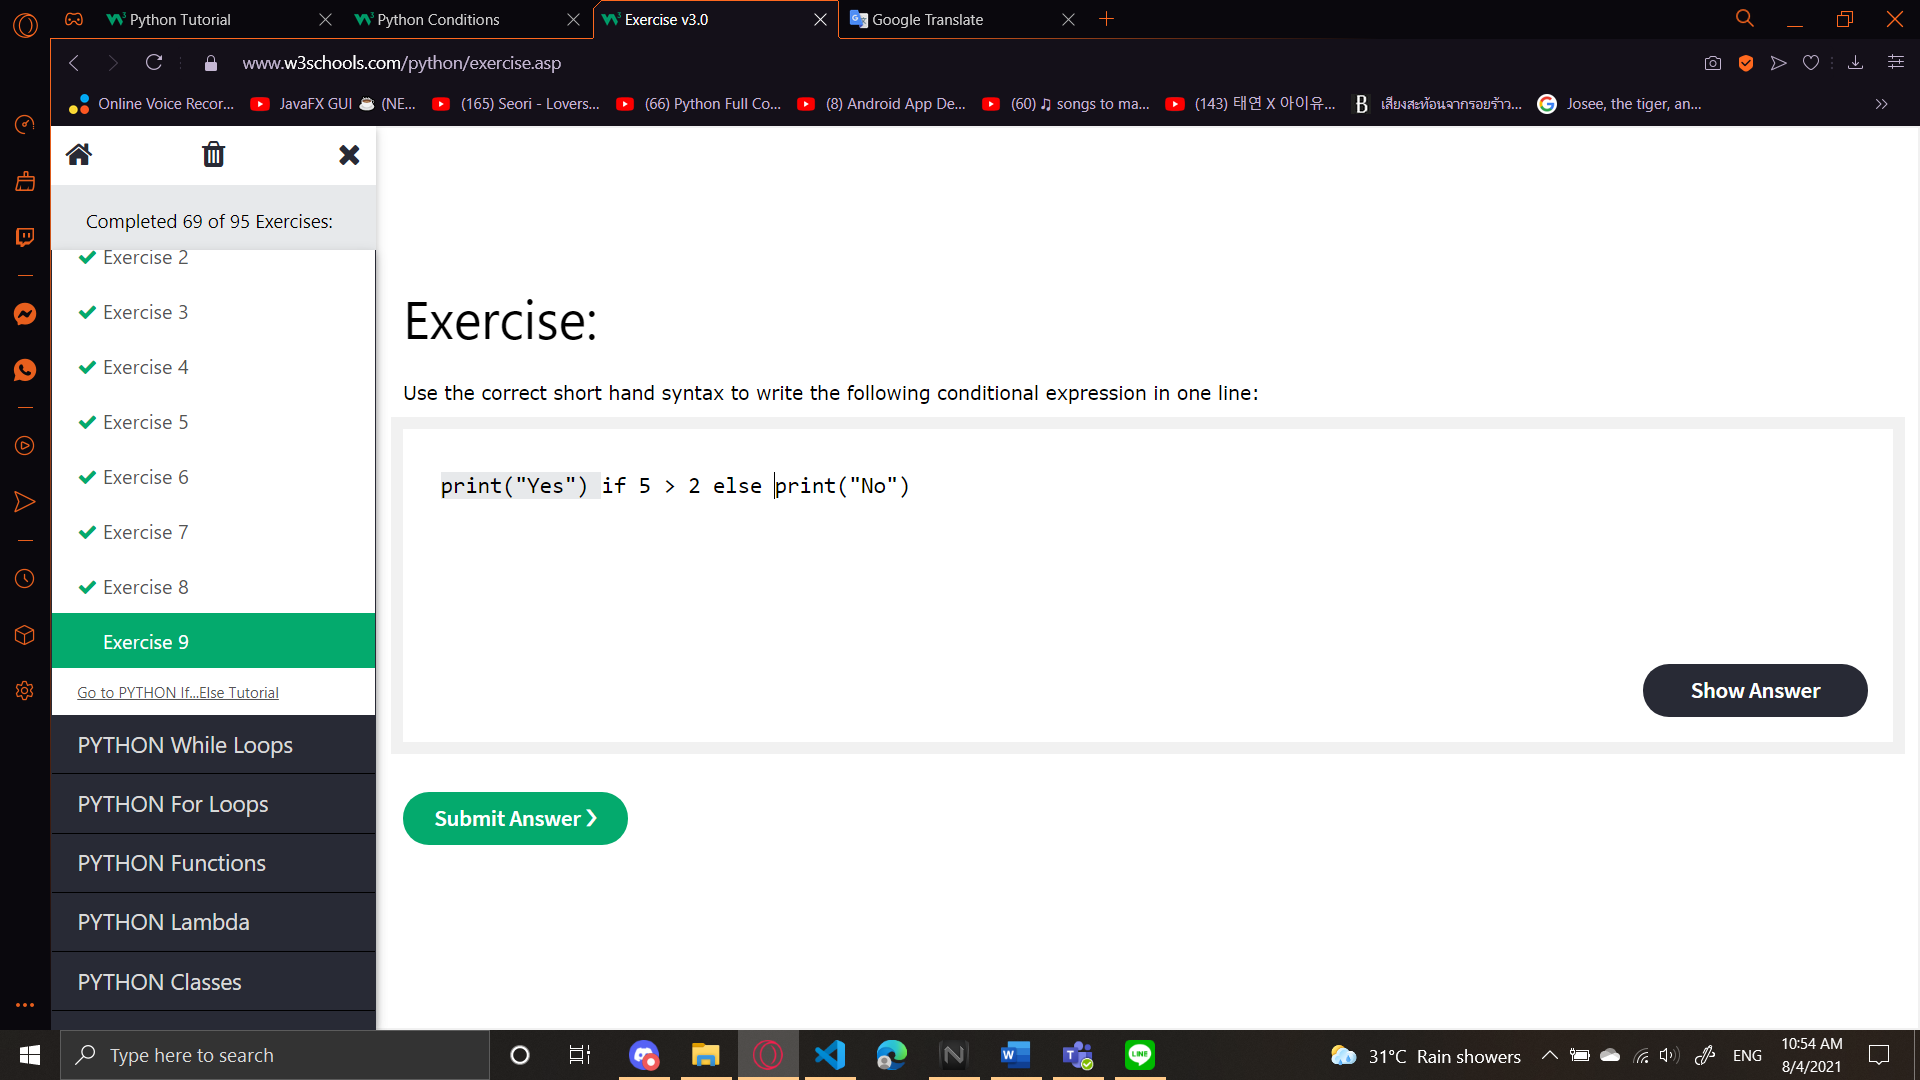 Python Tutorial
Python Conditions
Exercise v3.0
Google Translate
www.w3schools.com/python/exercise.asp
Online Voice Recor...
JavaFX GUI ☕ (NE...
(165) Seori - Lovers...
(66) Python Full Co...
(8) Android App De...
(60) ♫ songs to ma...
(143) 태연 X 아이유...
B เสียงสะท้อนจากรอยร้าว...
Josee, the tiger, an...
Completed 69 of 95 Exercises:
Exercise 2
Exercise 3
Exercise 4
Exercise 5
Exercise 6
Exercise 7
Exercise 8
Exercise 9
Go to PYTHON If...Else Tutorial
PYTHON While Loops
PYTHON For Loops
PYTHON Functions
PYTHON Lambda
PYTHON Classes
Exercise:
Use the correct short hand syntax to write the following conditional expression in one line:
print("Yes") if 5 > 2 else print("No")
Show Answer
Submit Answer ❯
Type here to search
31°C Rain showers
ENG
10:54 AM
8/4/2021